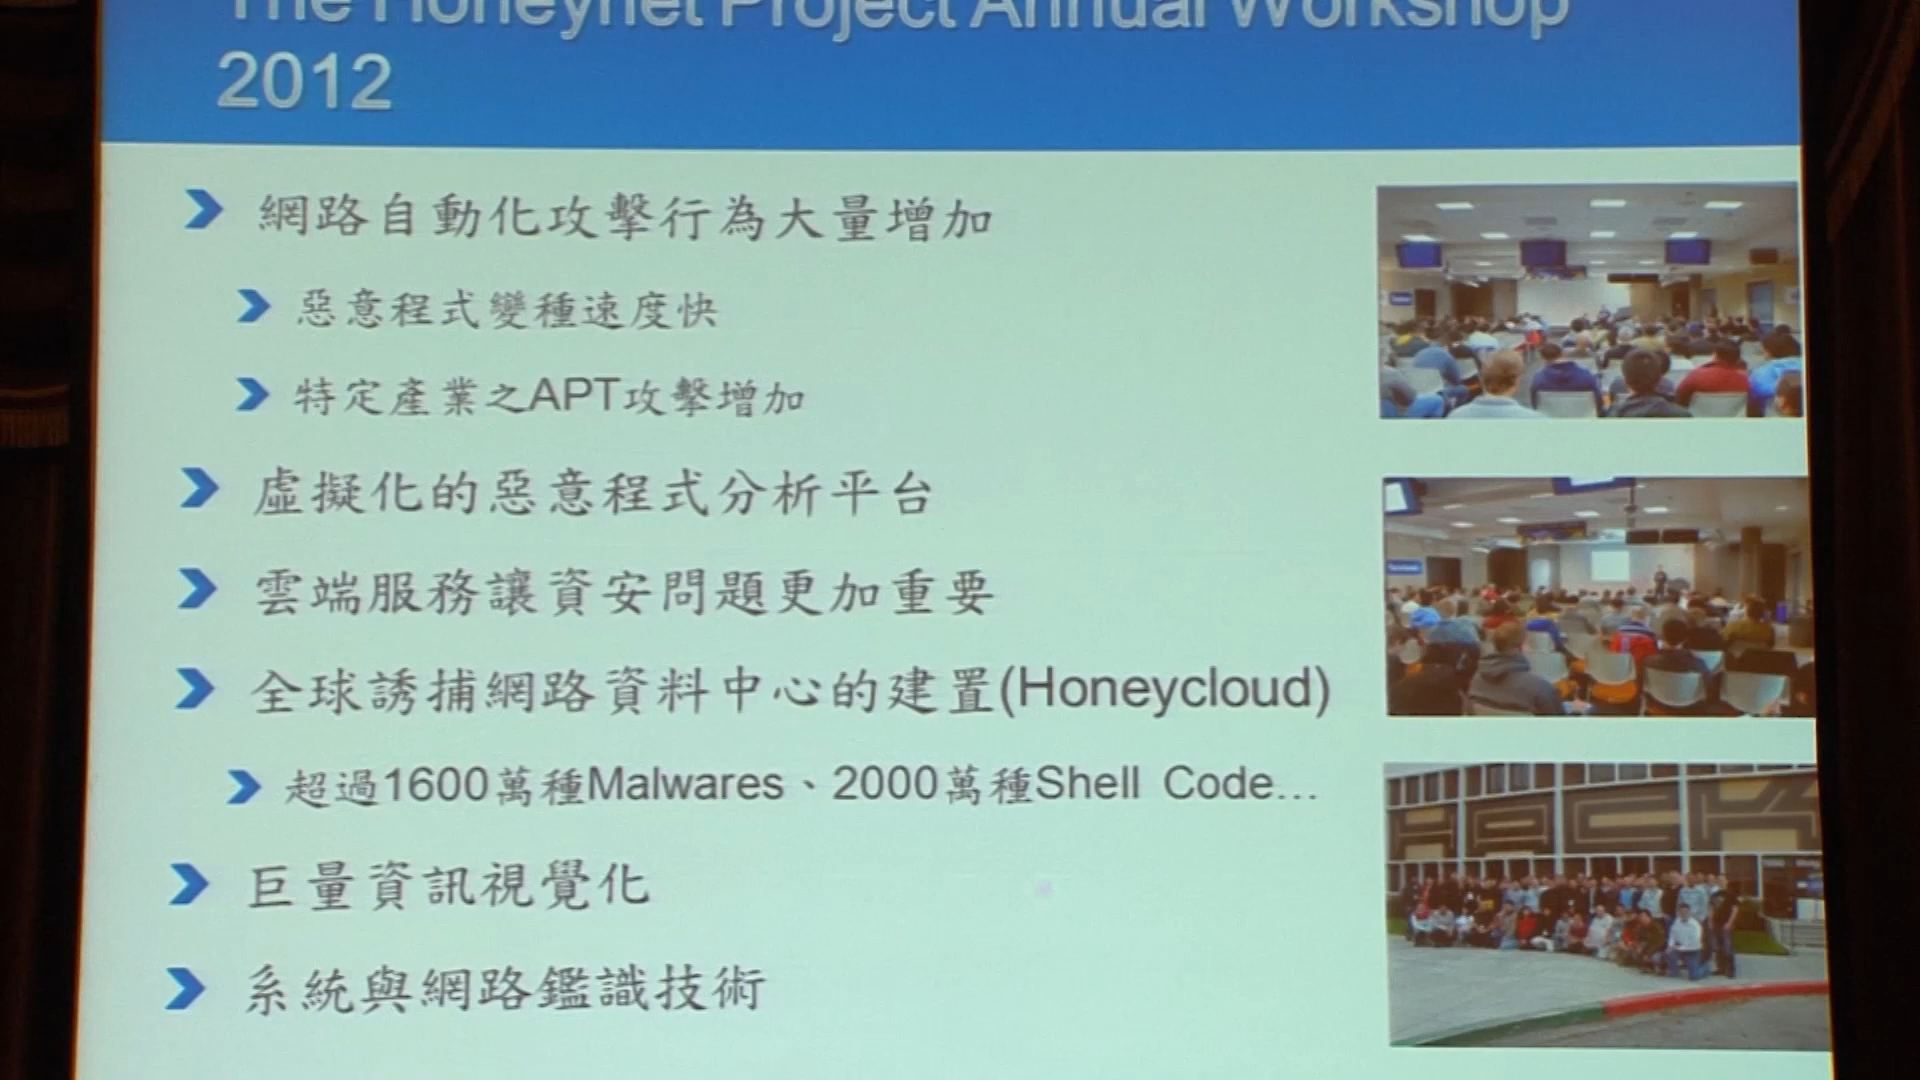 The Honeynet Project Annual Workshop
2012
網路自動化攻擊行為大量增加
惡意程式變種速度快
特定產業之APT攻擊增加
虛擬化的惡意程式分析平台
雲端服務讓資安問題更加重要
全球誘捕網路資料中心的建置(Honeycloud)
超過1600萬種Malwares、2000萬種Shell Code...
巨量資訊視覺化
系統與網路鑑識技術